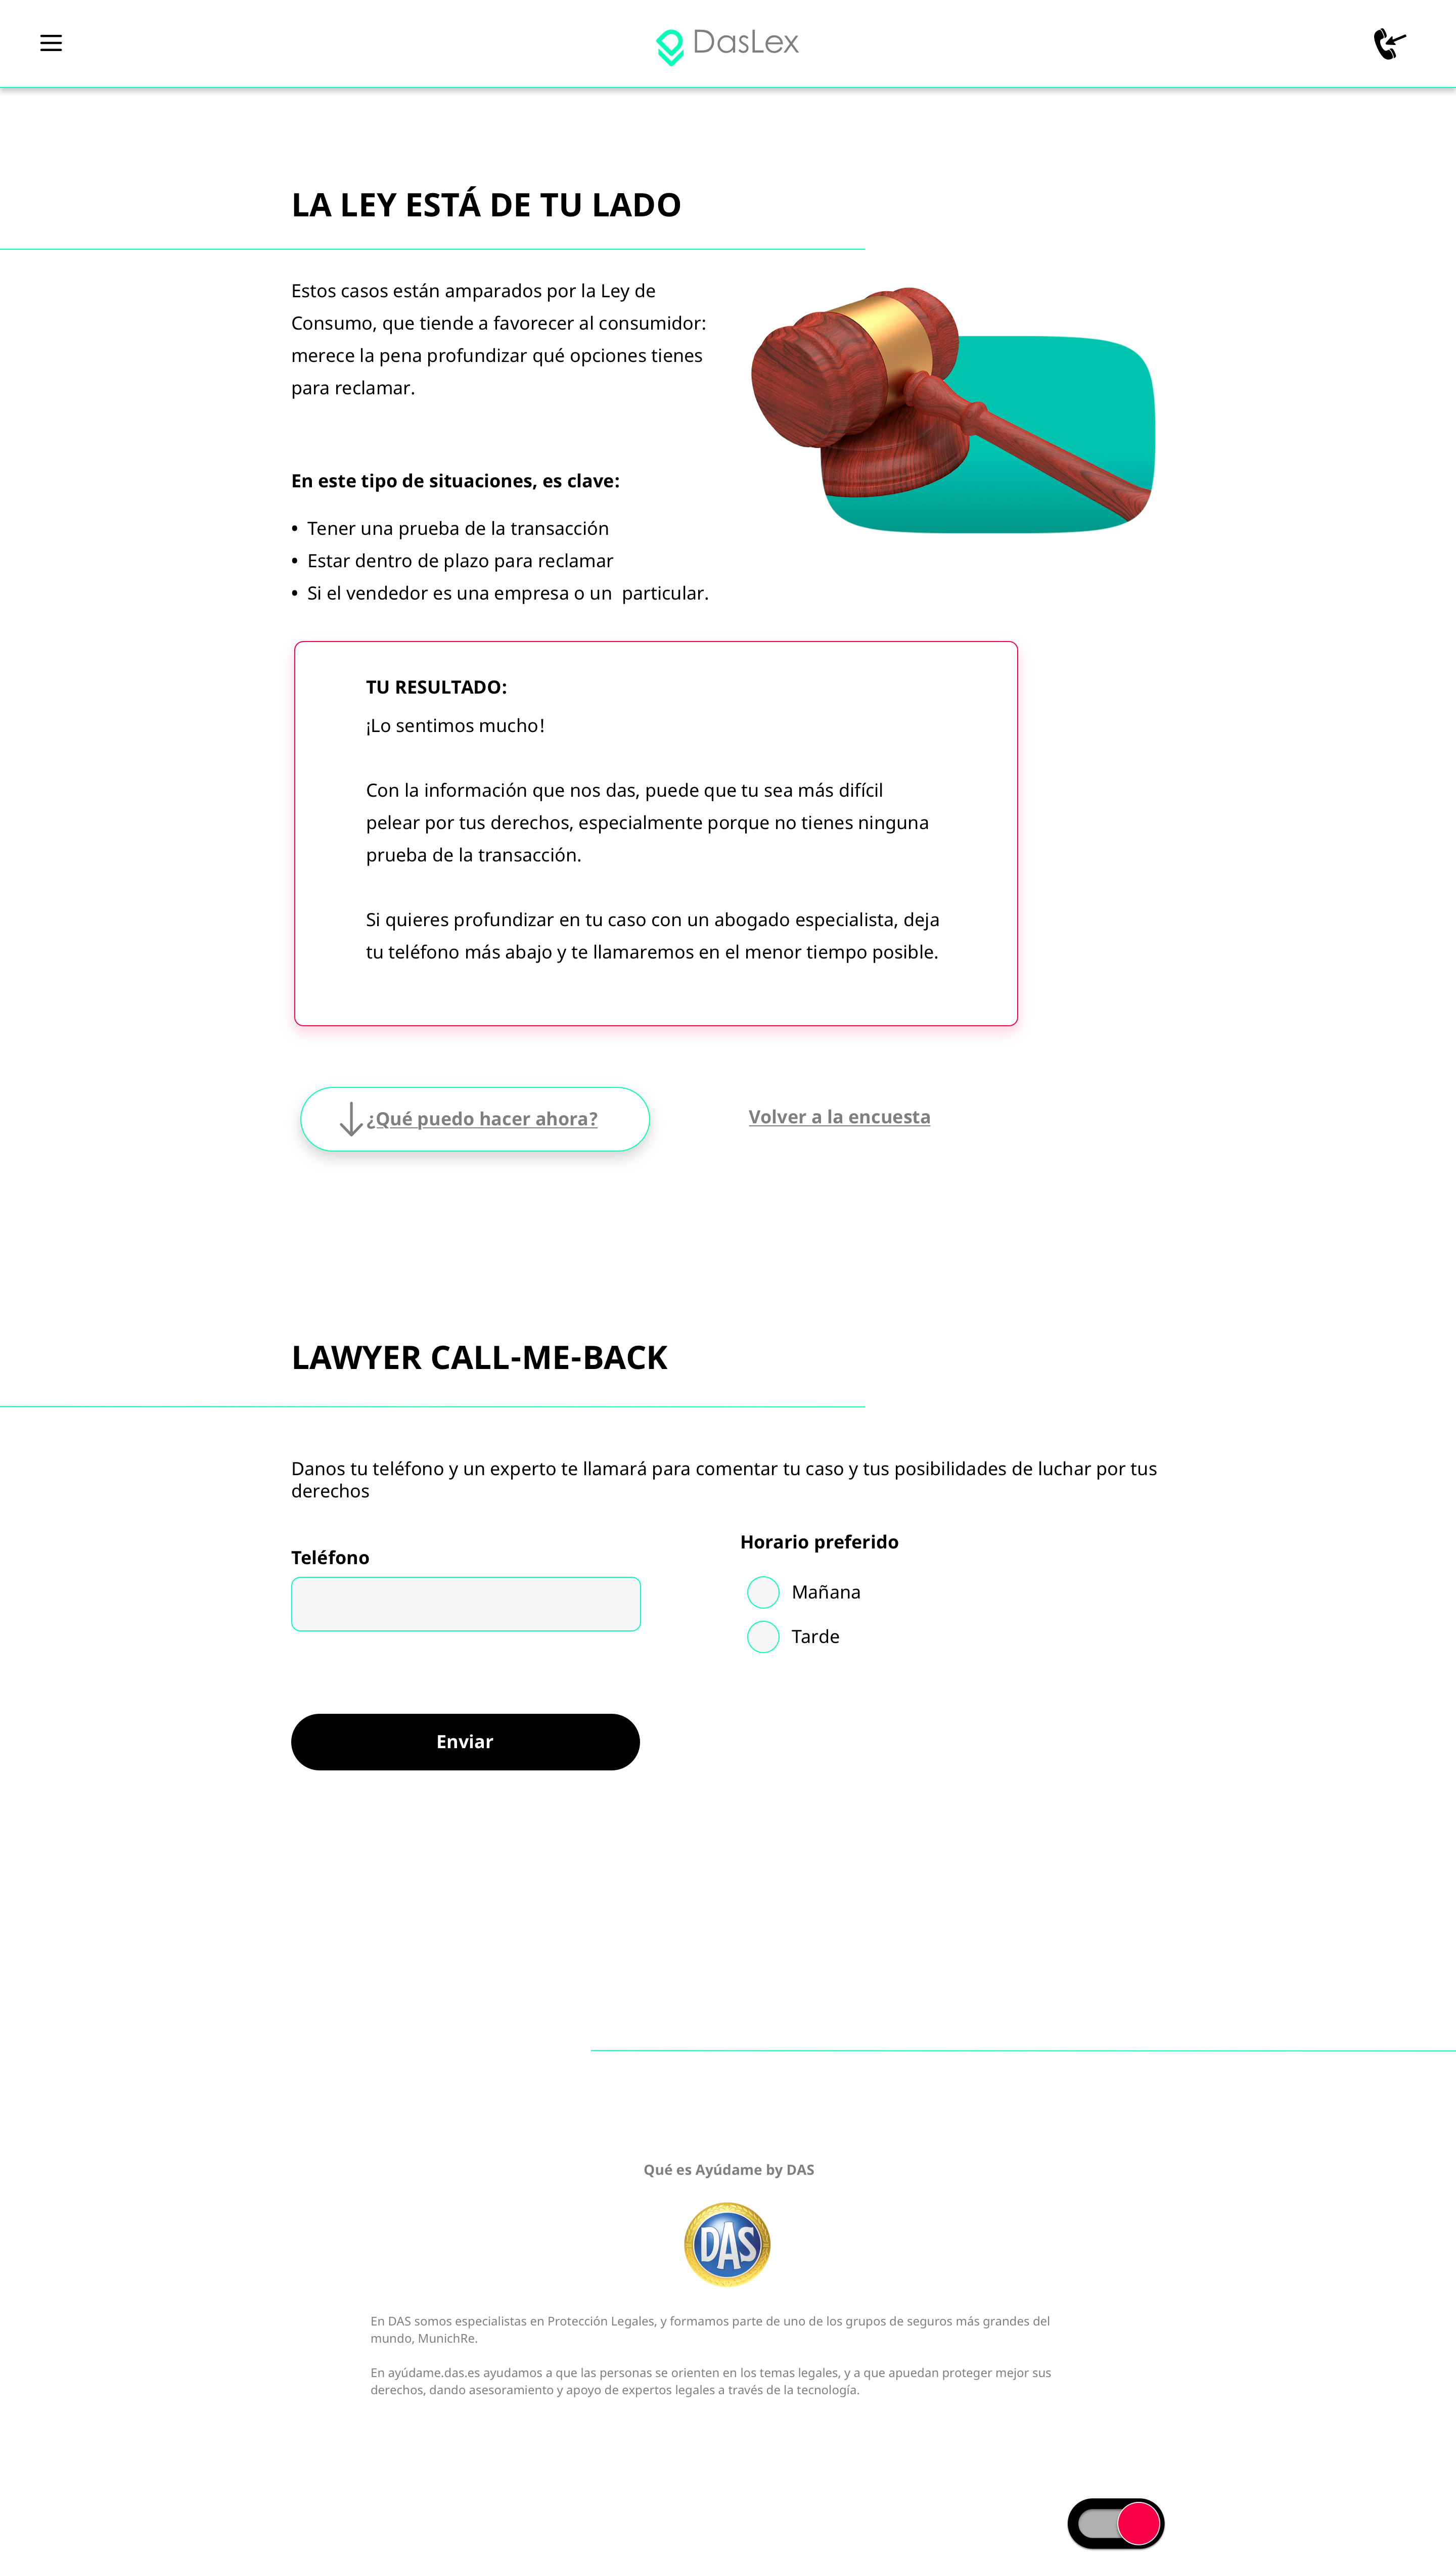 DasLex
LA LEY ESTÁ DE TU LADO
Estos casos están amparados por la Ley de
Consumo, que tiende a favorecer al consumidor:
merece la pena profundizar qué opciones tienes
para reclamar.
En este tipo de situaciones, es clave:
• Tener una prueba de la transacción
• Estar dentro de plazo para reclamar
• Si el vendedor es una empresa o un particular.
TU RESULTADO:
¡Lo sentimos mucho!
Con la información que nos das, puede que tu sea más difícil
pelear por tus derechos, especialmente porque no tienes ninguna
prueba de la transacción.
Si quieres profundizar en tu caso con un abogado especialista, deja
tu teléfono más abajo y te llamaremos en el menor tiempo posible.
¿Qué puedo hacer ahora?
Volver a la encuesta
LAWYER CALL-ME-BACK
Danos tu teléfono y un experto te llamará para comentar tu caso y tus posibilidades de luchar por tus
derechos
Teléfono
Horario preferido
Mañana
Tarde
Enviar
Qué es Ayúdame by DAS
DAS
En DAS somos especialistas en Protección Legales, y formamos parte de uno de los grupos de seguros más grandes del
mundo, MunichRe.
En ayúdame.das.es ayudamos a que las personas se orienten en los temas legales, y a que apuedan proteger mejor sus
derechos, dando asesoramiento y apoyo de expertos legales a través de la tecnología.